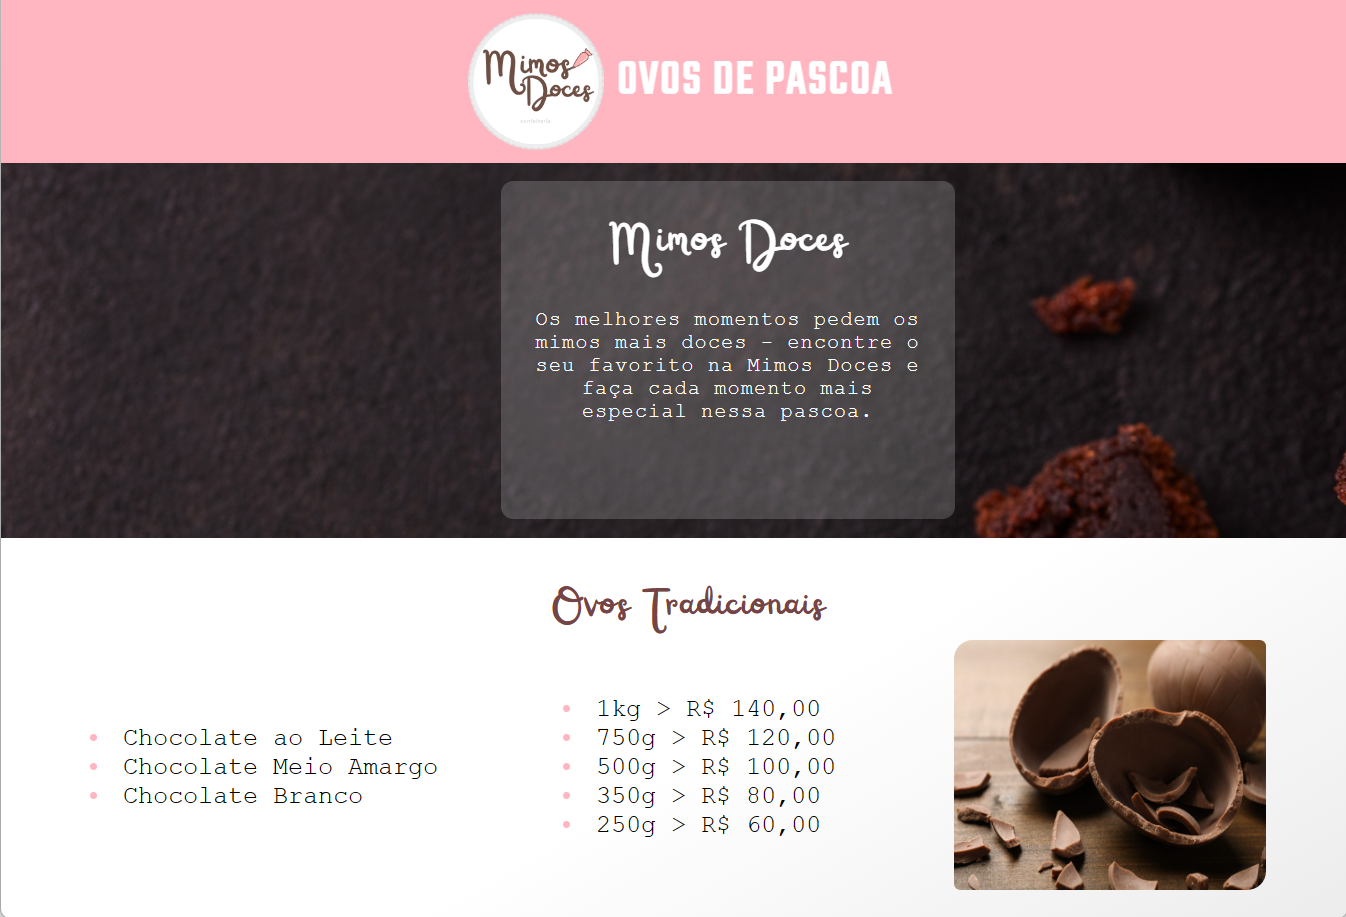 Mimos
Doces
confeitaria
OVOS DE PASCOA
Mimos Doces
Os melhores momentos pedem os
mimos mais doces - encontre o
seu favorito na Mimos Doces e
faça cada momento mais
especial nessa pascoa.
Ovos Tradicionais
Chocolate ao Leite
Chocolate Meio Amargo
Chocolate Branco
1kg > R$ 140,00
750g > R$ 120,00
500g > R$ 100,00
350g > R$ 80,00
250g > R$ 60,00